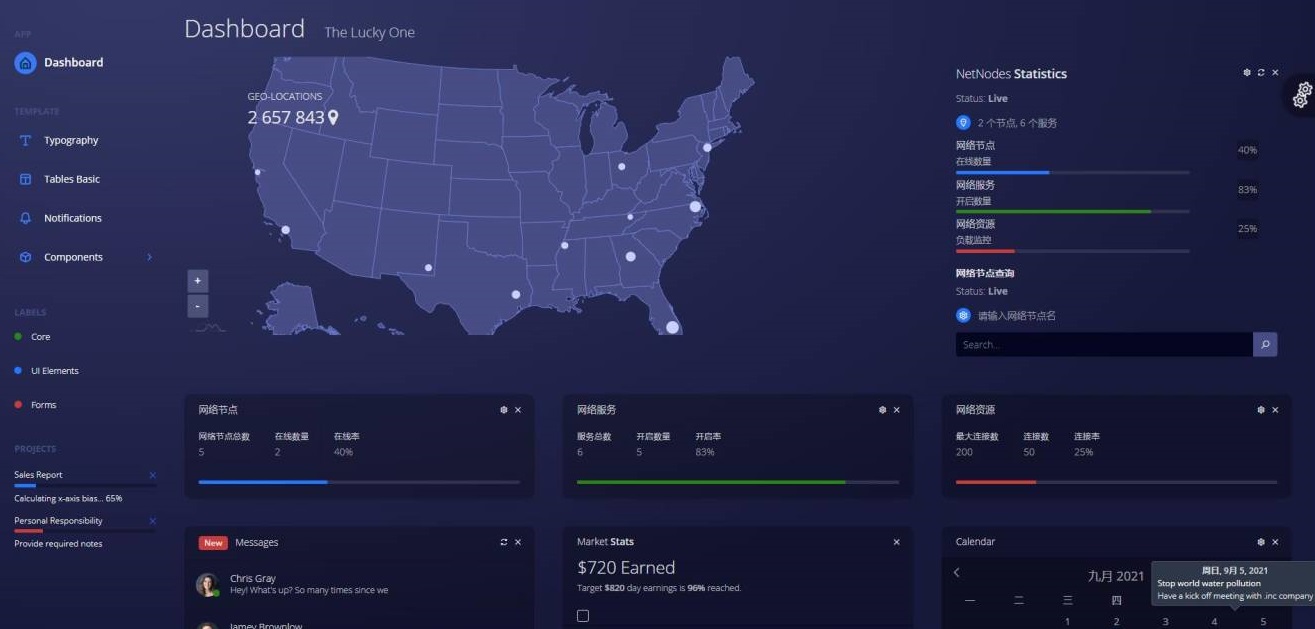 APP
Dashboard
TEMPLATE
Typography
Tables Basic
Notifications
Components
LABELS
Core
UI Elements
Forms
PROJECTS
Sales Report
Calculating x-axis bias... 65%
Personal Responsibility
Provide required notes
Dashboard The Lucky One
GEO-LOCATIONS
2 657 843
+
-
NetNodes Statistics
Status: Live
2 个节点, 6 个服务
网络节点
在线数量
40%
网络服务
开启数量
83%
网络资源
负载监控
25%
网络节点查询
Status: Live
请输入网络节点名
Search...
网络节点
网络节点总数 在线数量 在线率
5 2 40%
网络服务
服务总数 开启数量 开启率
6 5 83%
网络资源
最大连接数 连接数 连接率
200 50 25%
New Messages
Chris Gray
Hey! What's up? So many times since we
Jamey Brownlow
Market Stats
$720 Earned
Target $820 day earnings is 96% reached.
Calendar
九月 2021
周日, 9月 5, 2021
Stop world water pollution
Have a kick off meeting with .inc company
一 二 三 四
1 2 3 4 5